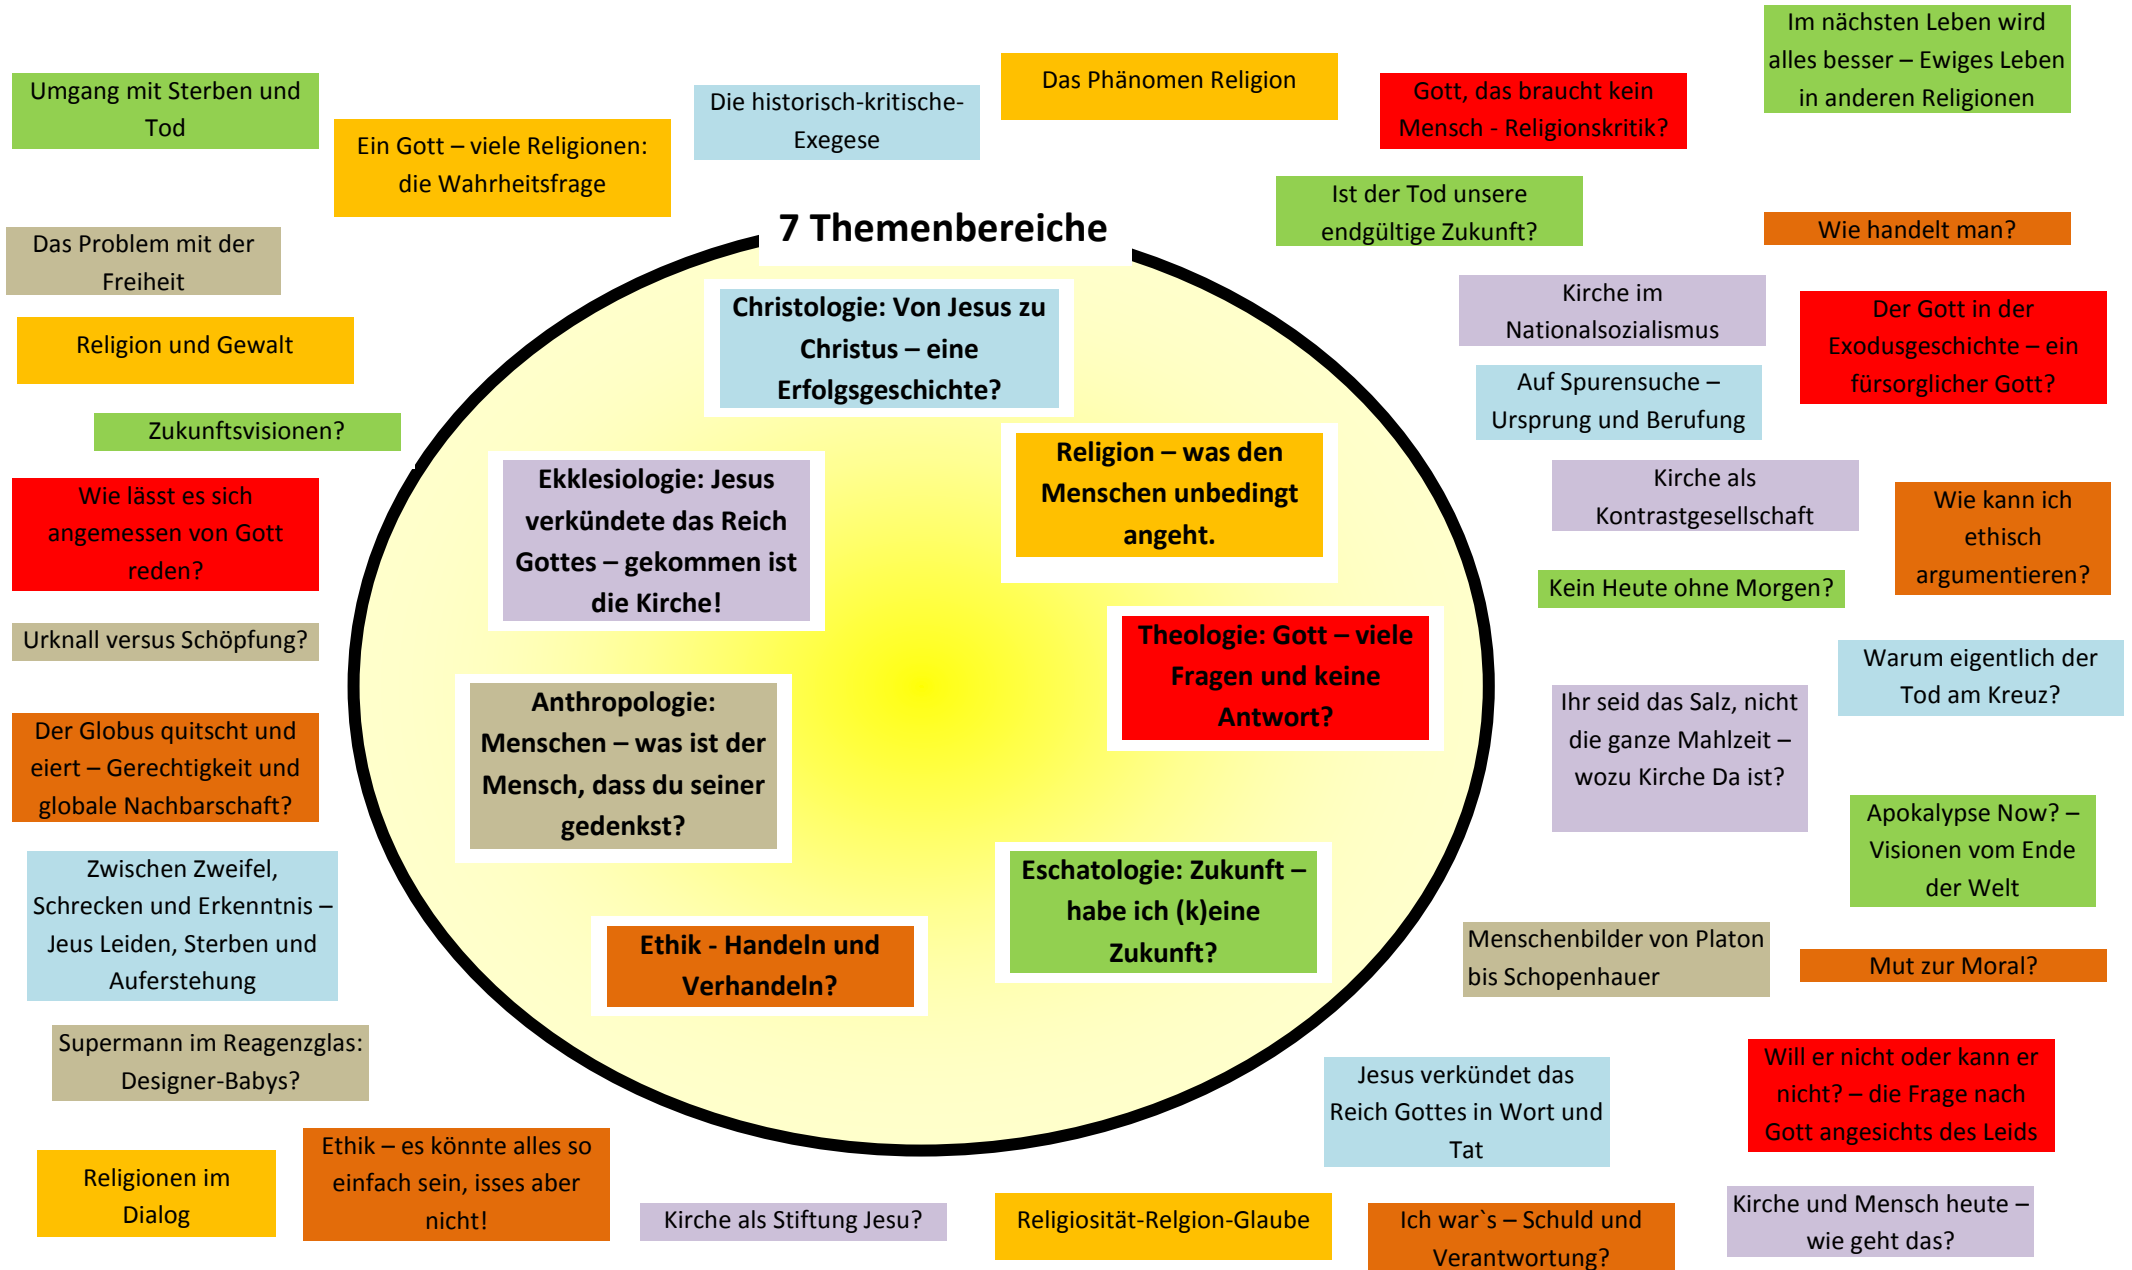 Im nächsten Leben wird
alles besser – Ewiges Leben
in anderen Religionen
Umgang mit Sterben und
Tod
Ein Gott – viele Religionen:
die Wahrheitsfrage
Die historisch-kritische-
Exegese
Das Phänomen Religion
Gott, das braucht kein
Mensch - Religionskritik?
Ist der Tod unsere
endgültige Zukunft?
Wie handelt man?
Das Problem mit der
Freiheit
Religion und Gewalt
Zukunftsvisionen?
Wie lässt es sich
angemessen von Gott
reden?
Urknall versus Schöpfung?
Der Globus quitscht und
eiert – Gerechtigkeit und
globale Nachbarschaft?
Zwischen Zweifel,
Schrecken und Erkenntnis –
Jeus Leiden, Sterben und
Auferstehung
Supermann im Reagenzglas:
Designer-Babys?
Religionen im
Dialog
Ethik – es könnte alles so
einfach sein, isses aber
nicht!
7 Themenbereiche
Christologie: Von Jesus zu
Christus – eine
Erfolgsgeschichte?
Ekklesiologie: Jesus
verkündete das Reich
Gottes – gekommen ist
die Kirche!
Religion – was den
Menschen unbedingt
angeht.
Theologie: Gott – viele
Fragen und keine
Antwort?
Anthropologie:
Menschen – was ist der
Mensch, dass du seiner
gedenkst?
Eschatologie: Zukunft –
habe ich (k)eine
Zukunft?
Ethik - Handeln und
Verhandeln?
Kirche im
Nationalsozialismus
Der Gott in der
Exodusgeschichte – ein
fürsorglicher Gott?
Auf Spurensuche –
Ursprung und Berufung
Kirche als
Kontrastgesellschaft
Wie kann ich
ethisch
argumentieren?
Kein Heute ohne Morgen?
Warum eigentlich der
Tod am Kreuz?
Ihr seid das Salz, nicht
die ganze Mahlzeit –
wozu Kirche Da ist?
Apokalypse Now? –
Visionen vom Ende
der Welt
Menschenbilder von Platon
bis Schopenhauer
Mut zur Moral?
Jesus verkündet das
Reich Gottes in Wort und
Tat
Will er nicht oder kann er
nicht? – die Frage nach
Gott angesichts des Leids
Kirche als Stiftung Jesu?
Religiosität-Relgion-Glaube
Ich war`s – Schuld und
Verantwortung?
Kirche und Mensch heute –
wie geht das?